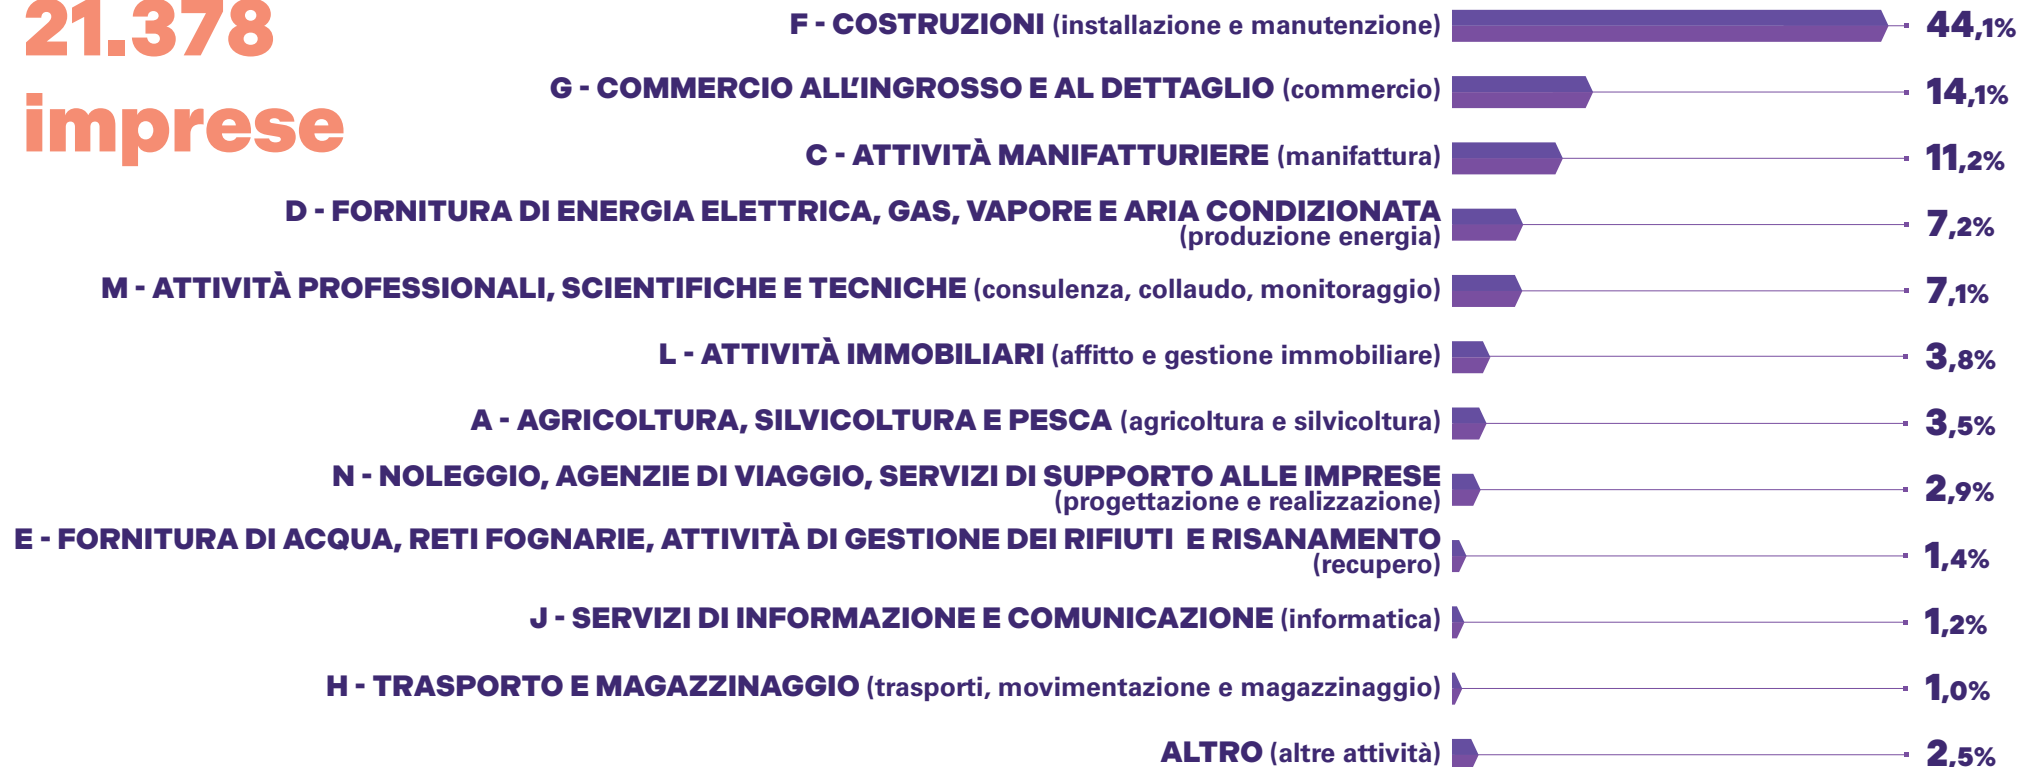 21.378
imprese
F - COSTRUZIONI (installazione e manutenzione) 44,1%
G - COMMERCIO ALL'INGROSSO E AL DETTAGLIO (commercio) 14,1%
C - ATTIVITÀ MANIFATTURIERE (manifattura) 11,2%
D - FORNITURA DI ENERGIA ELETTRICA, GAS, VAPORE E ARIA CONDIZIONATA
(produzione energia) 7,2%
M - ATTIVITÀ PROFESSIONALI, SCIENTIFICHE E TECNICHE (consulenza, collaudo, monitoraggio) 7,1%
L - ATTIVITÀ IMMOBILIARI (affitto e gestione immobiliare) 3,8%
A - AGRICOLTURA, SILVICOLTURA E PESCA (agricoltura e silvicoltura) 3,5%
N - NOLEGGIO, AGENZIE DI VIAGGIO, SERVIZI DI SUPPORTO ALLE IMPRESE
(progettazione e realizzazione) 2,9%
E - FORNITURA DI ACQUA, RETI FOGNARIE, ATTIVITÀ DI GESTIONE DEI RIFIUTI E RISANAMENTO
(recupero) 1,4%
J - SERVIZI DI INFORMAZIONE E COMUNICAZIONE (informatica) 1,2%
H - TRASPORTO E MAGAZZINAGGIO (trasporti, movimentazione e magazzinaggio) 1,0%
ALTRO (altre attività) 2,5%